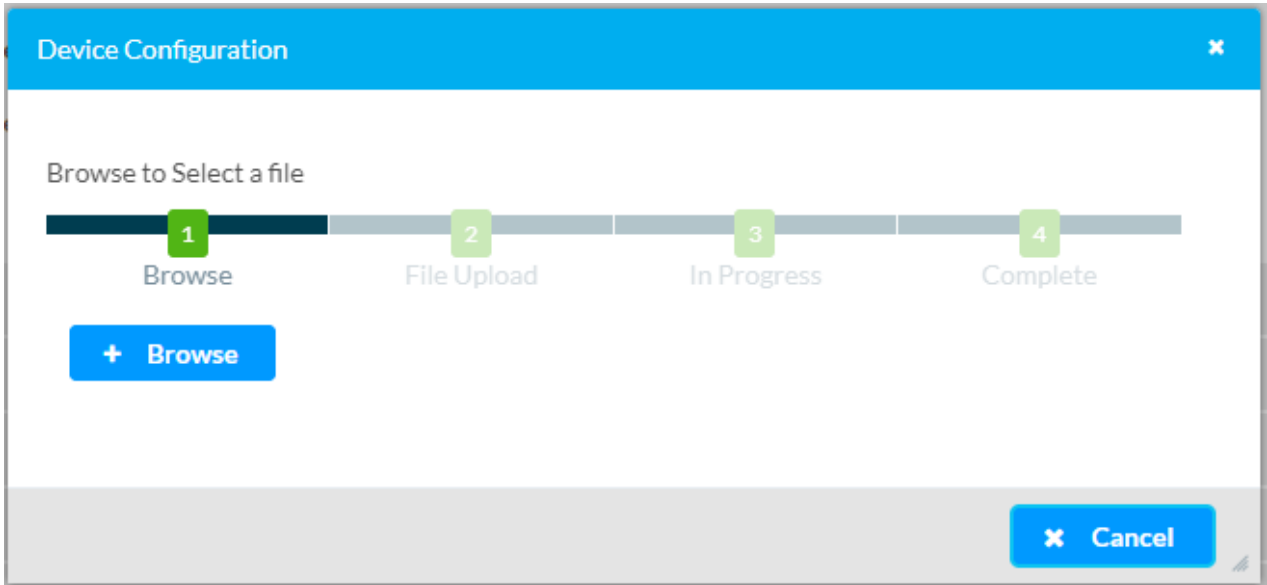 Device Configuration
Browse to Select a file
1 2 3 4
Browse File Upload In Progress Complete
+ Browse
Cancel